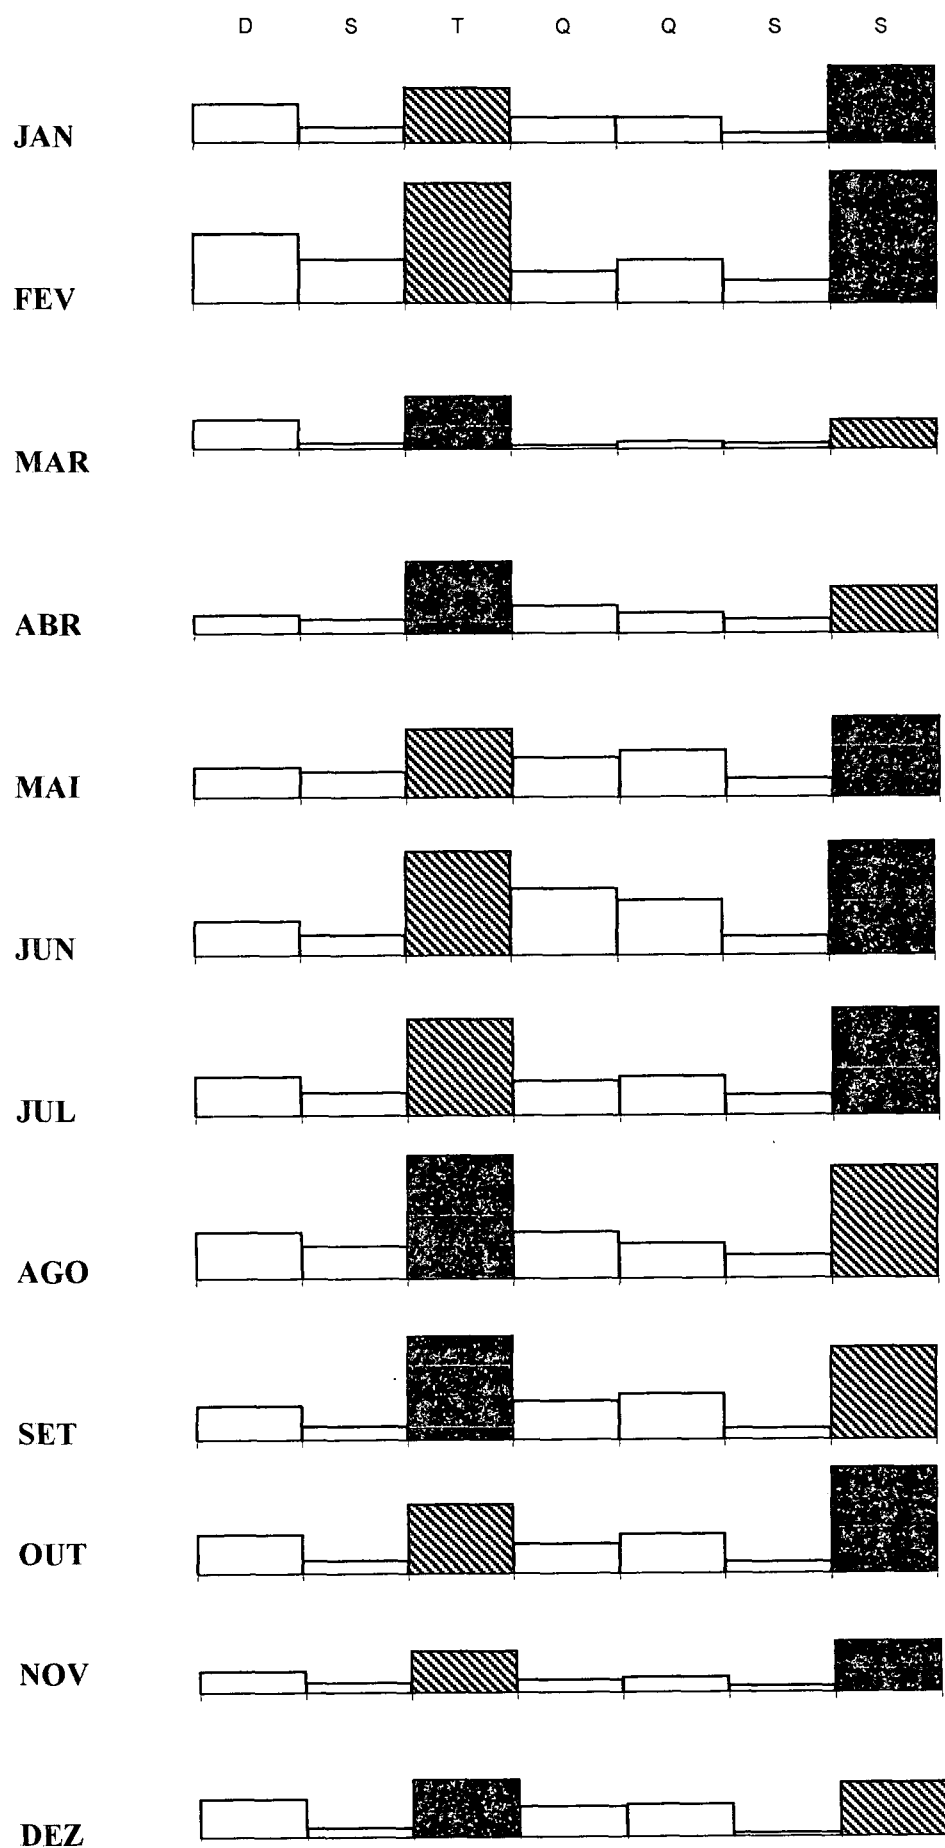 D S T Q Q S S
JAN
FEV
MAR
ABR
MAI
JUN
JUL
AGO
SET
OUT
NOV
DEZ